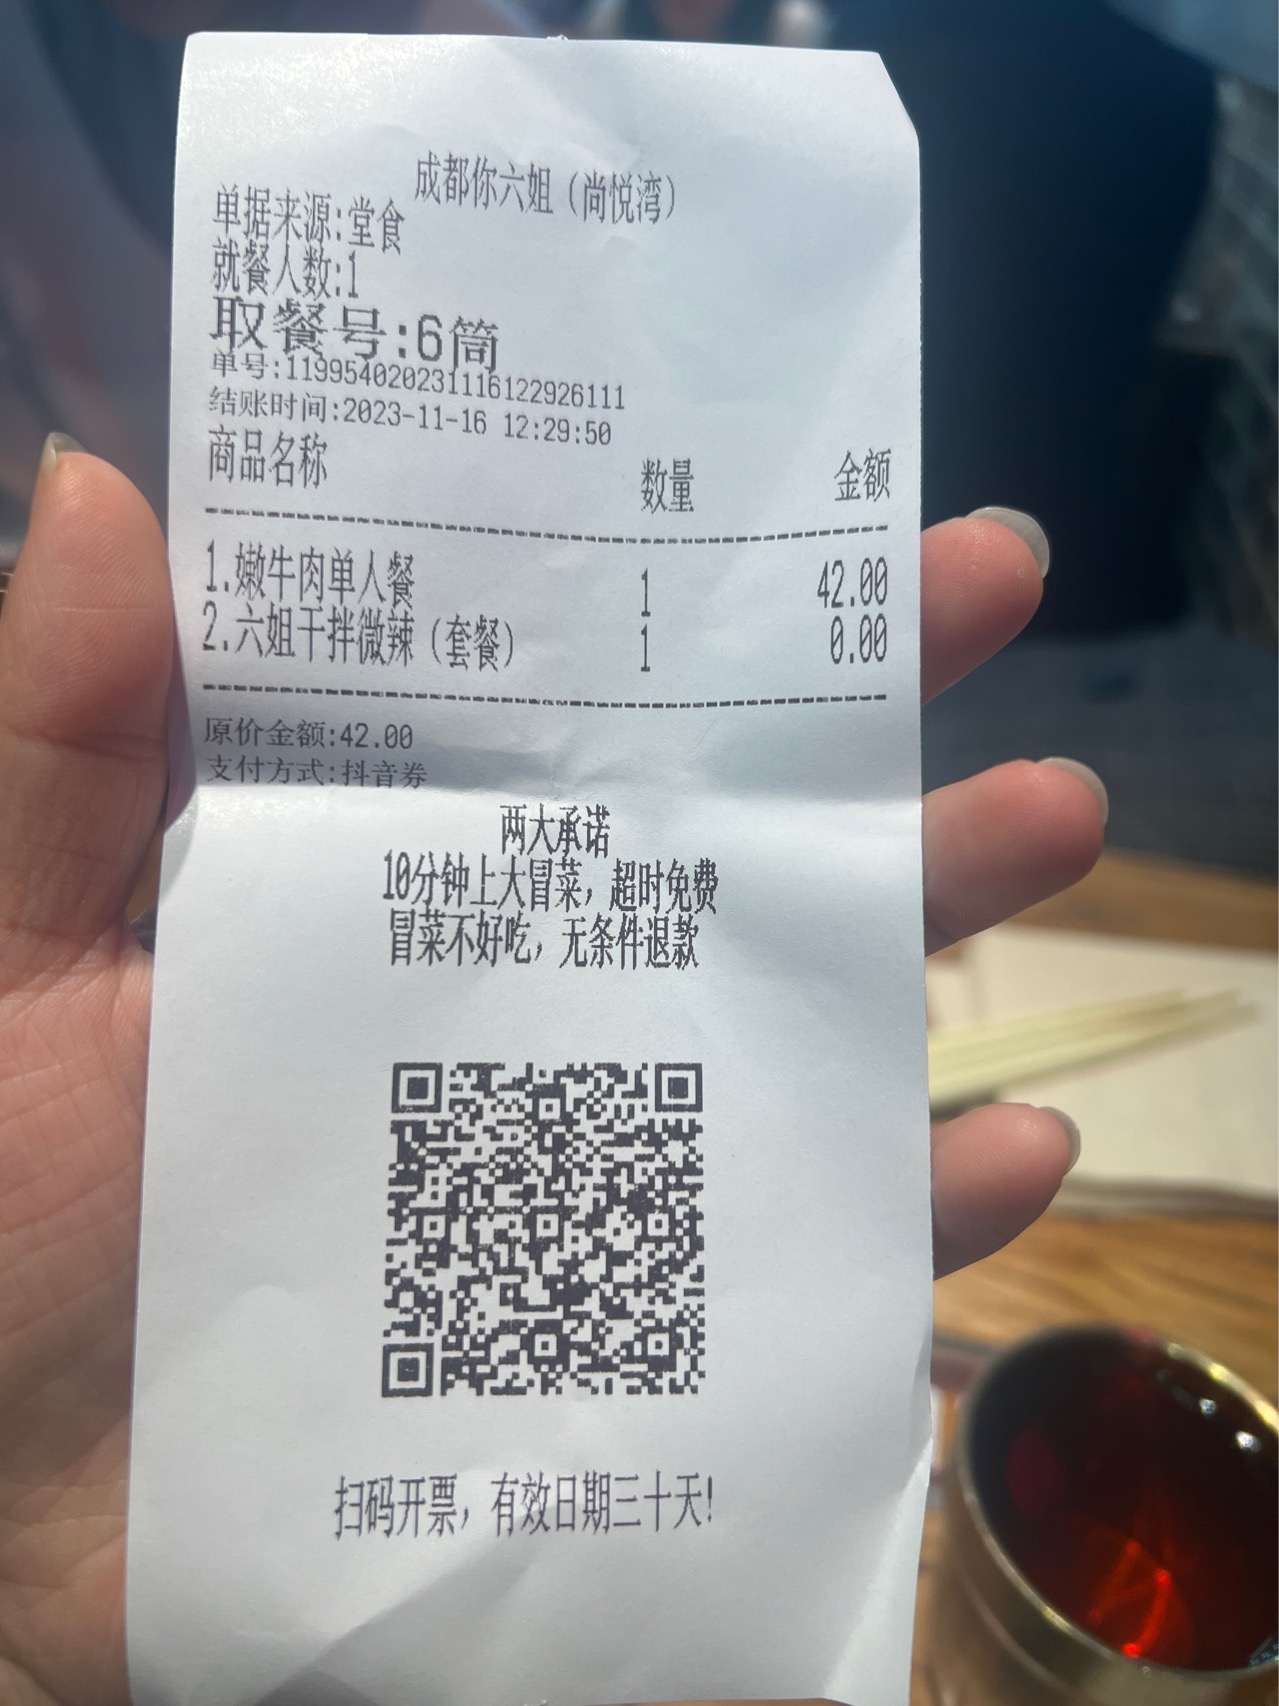 成都你六姐（尚悦湾）
单据来源:堂食
就餐人数:1
取餐号:6筒
单号:119954020231116122926111
结账时间:2023-11-16 12:29:50
商品名称 数量 金额
1.嫩牛肉单人餐 1 42.00
2.六姐干拌微辣（套餐） 1 0.00
原价金额:42.00
支付方式:抖音券
两大承诺
10分钟上大冒菜，超时免费
冒菜不好吃，无条件退款
扫码开票，有效日期三十天!